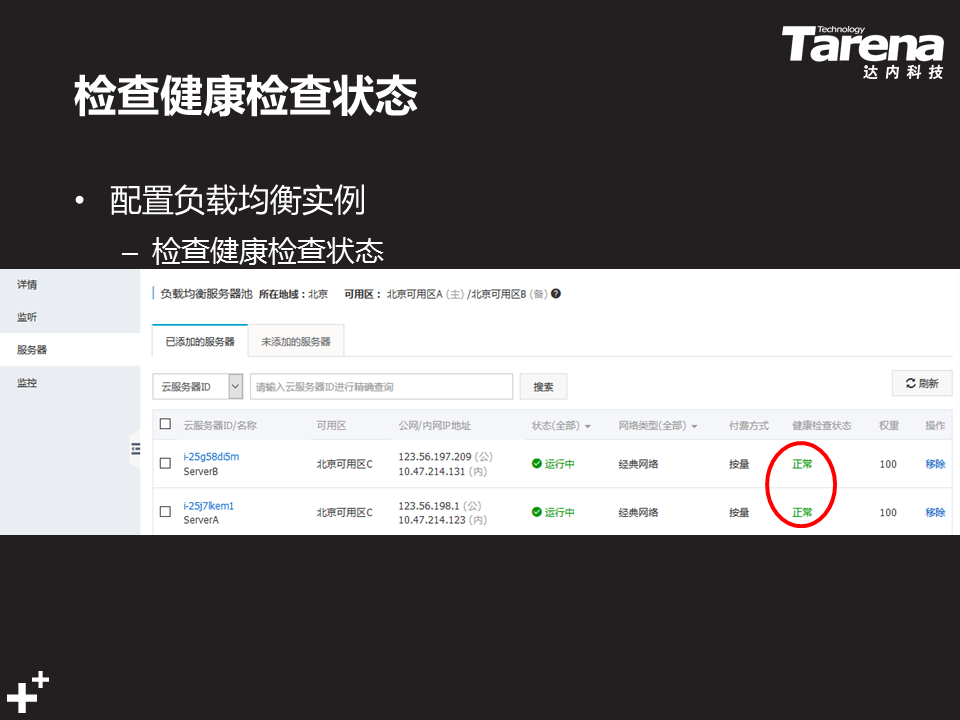 Technology
Tarena
达内科技
检查健康检查状态
• 配置负载均衡实例
– 检查健康检查状态
详情
监听
服务器
监控
负载均衡服务器池 所在地域：北京 可用区： 北京可用区A (主) /北京可用区B (备)
已添加的服务器 未添加的服务器
云服务器ID 请输入云服务器ID进行精确查询 搜索 刷新
云服务器ID/名称 可用区 公网/内网IP地址 状态(全部) 网络类型(全部) 付费方式 健康检查状态 权重 操作
i-25g58di5m 北京可用区C 123.56.197.209 (公) 运行中 经典网络 按量 正常 100 移除
ServerB 10.47.214.131 (内)
i-25j7lkem1 北京可用区C 123.56.198.1 (公) 运行中 经典网络 按量 正常 100 移除
ServerA 10.47.214.123 (内)